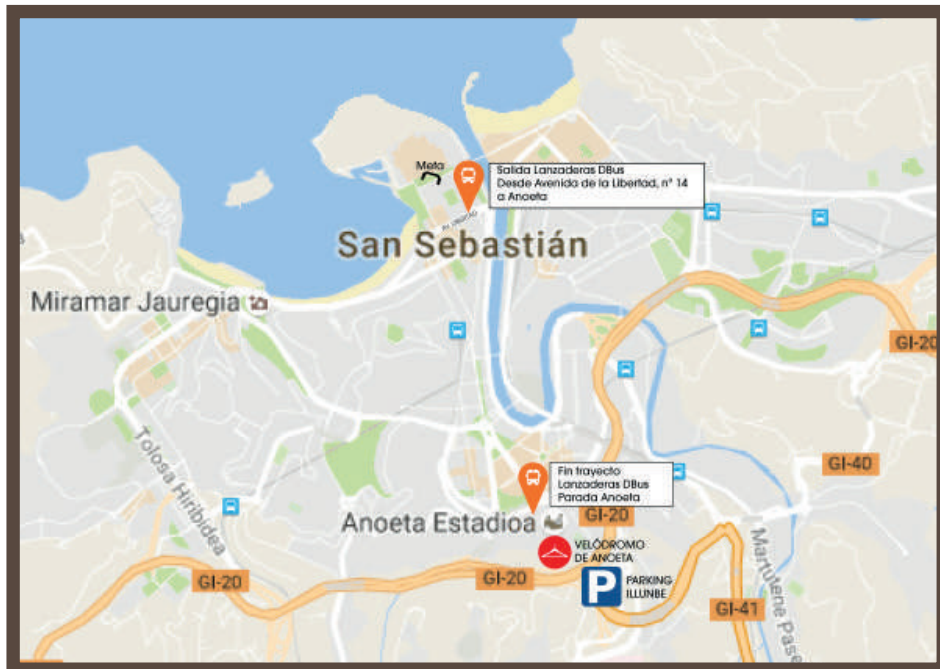 Meta
Salida Lanzaderas DBus
Desde Avenida de la Libertad, nº 14
a Anoeta
San Sebastián
Miramar Jauregia
GI-20
Tolosa Hiribidea
GI-40
Fin trayecto
Lanzaderas DBus
Parada Anoeta
GI-20
Anoeta Estadioa
VELÓDROMO
DE ANOETA
GI-20
GI-20
P
PARKING
ILLUNBE
GI-41
Martutene Pase